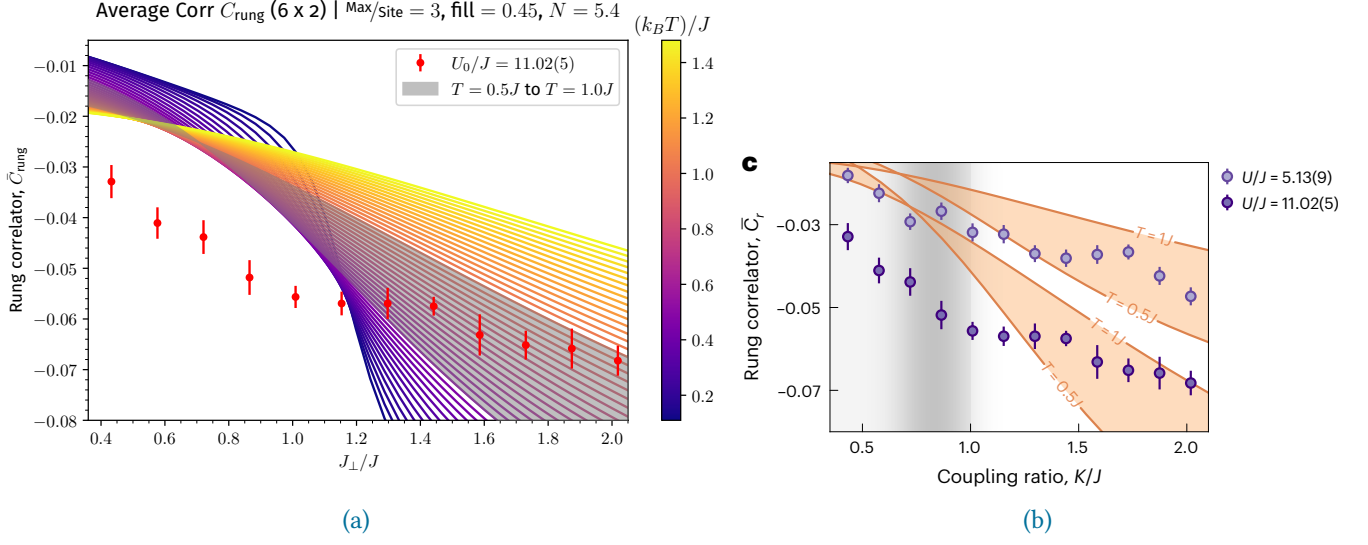 Average Corr C_rung (6 x 2) | Max/Site = 3, fill = 0.45, N = 5.4
(k_BT)/J
U_0/J = 11.02(5)
T = 0.5J to T = 1.0J
Rung correlator, C̄_rung
−0.01
−0.02
−0.03
−0.04
−0.05
−0.06
−0.07
−0.08
0.4
0.6
0.8
1.0
1.2
1.4
1.6
1.8
2.0
J_⊥/J
1.4
1.2
1.0
0.8
0.6
0.4
0.2
(a)
c
U/J = 5.13(9)
U/J = 11.02(5)
Rung correlator, C̄_r
−0.03
−0.05
−0.07
T = 1J
T = 0.5J
T = 1J
T = 0.5J
0.5
1.0
1.5
2.0
Coupling ratio, K/J
(b)